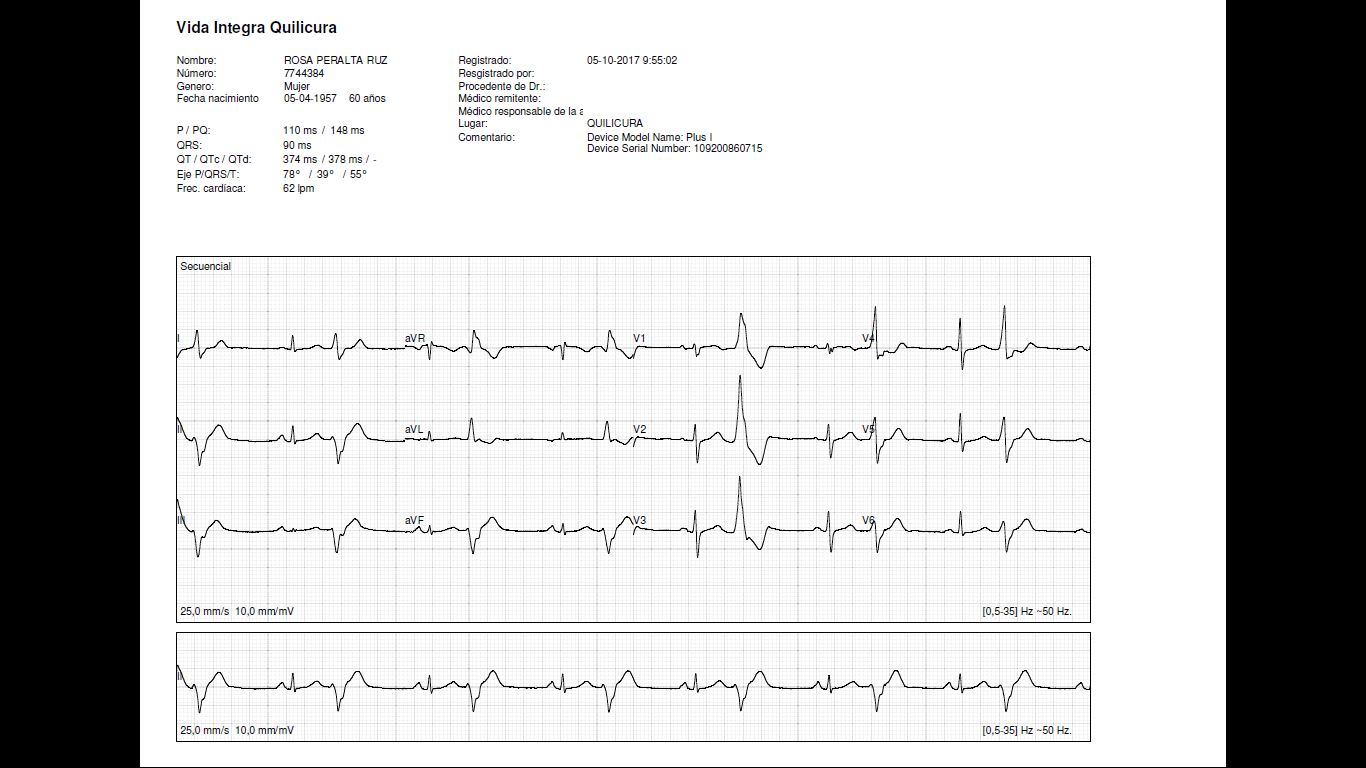 Vida Integra Quilicura
Nombre: ROSA PERALTA RUZ
Número: 7744384
Genero: Mujer
Fecha nacimiento 05-04-1957 60 años
P / PQ: 110 ms / 148 ms
QRS: 90 ms
QT / QTc / QTd: 374 ms / 378 ms / -
Eje P/QRS/T: 78° / 39° / 55°
Frec. cardíaca: 62 lpm
Registrado: 05-10-2017 9:55:02
Resgistrado por:
Procedente de Dr.:
Médico remitente:
Médico responsable de la a
Lugar: QUILICURA
Comentario: Device Model Name: Plus I
Device Serial Number: 109200860715
Secuencial
I aVR V1 V4
II aVL V2 V5
III aVF V3 V6
25,0 mm/s 10,0 mm/mV [0,5-35] Hz ~50 Hz.
II
25,0 mm/s 10,0 mm/mV [0,5-35] Hz ~50 Hz.